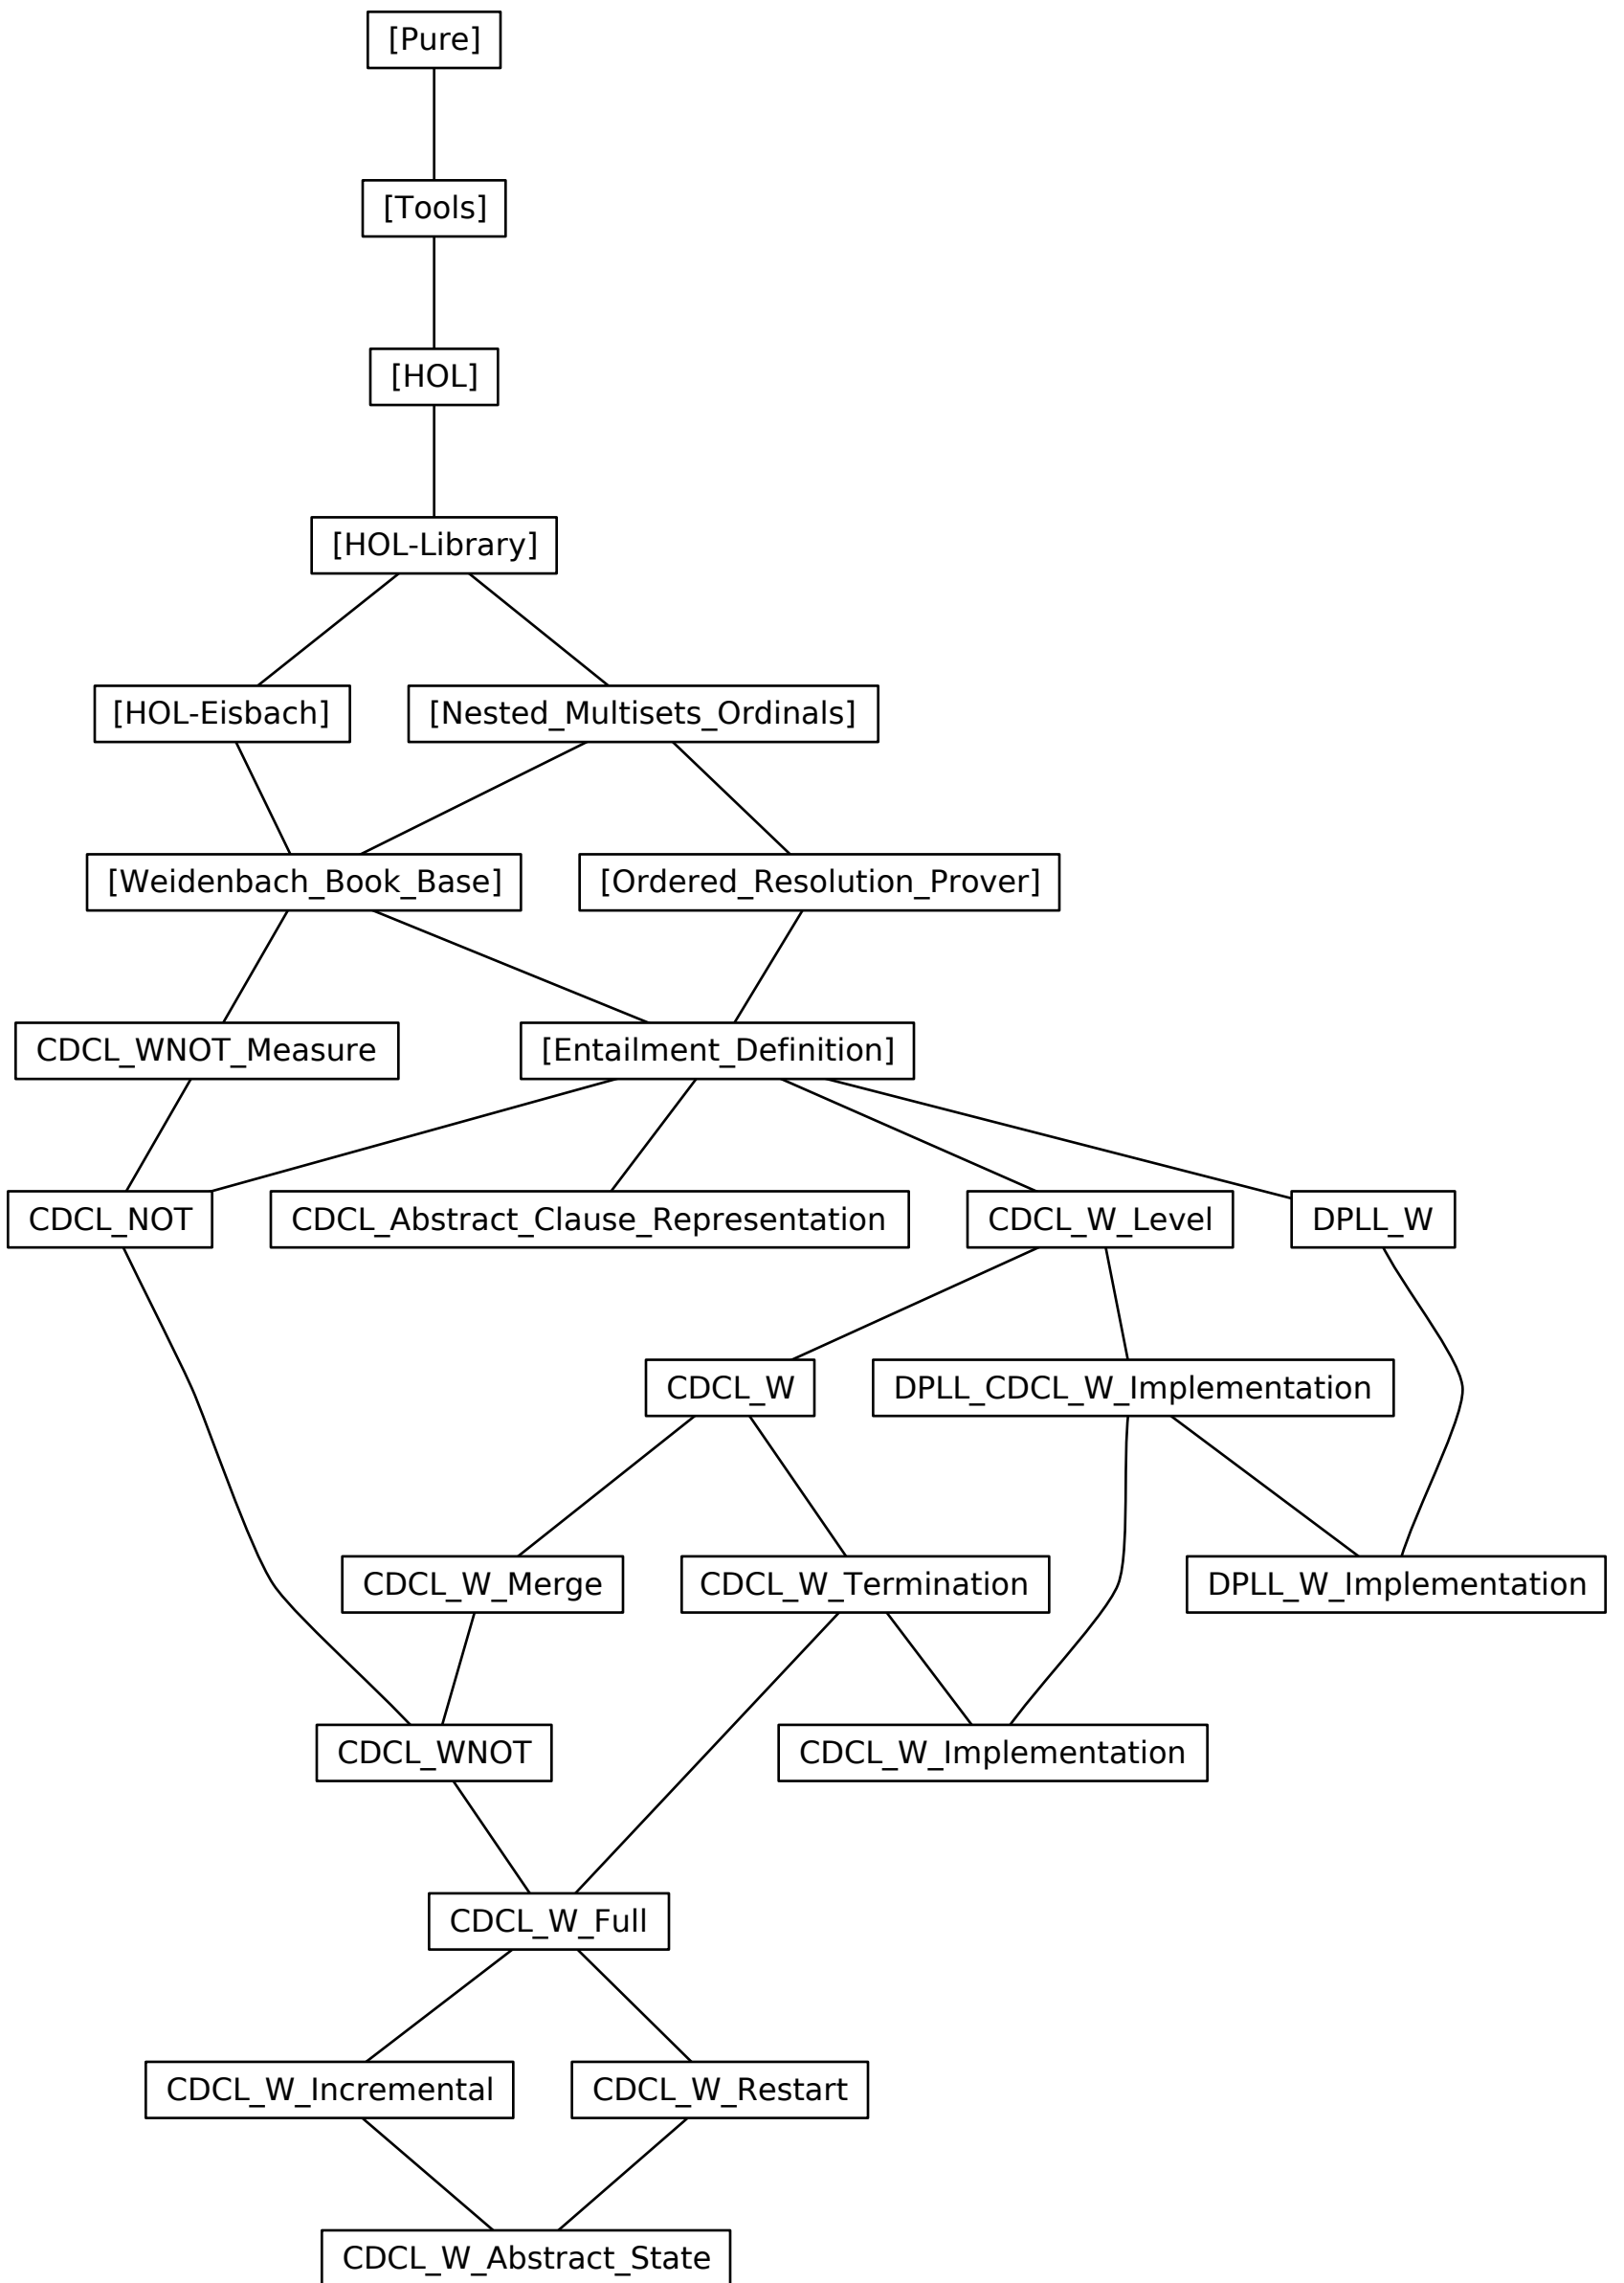 [Pure]
[Tools]
[HOL]
[HOL-Library]
[HOL-Eisbach]
[Nested_Multisets_Ordinals]
[Weidenbach_Book_Base]
[Ordered_Resolution_Prover]
CDCL_WNOT_Measure
[Entailment_Definition]
CDCL_NOT
CDCL_Abstract_Clause_Representation
CDCL_W_Level
DPLL_W
CDCL_W
DPLL_CDCL_W_Implementation
CDCL_W_Merge
CDCL_W_Termination
DPLL_W_Implementation
CDCL_WNOT
CDCL_W_Implementation
CDCL_W_Full
CDCL_W_Incremental
CDCL_W_Restart
CDCL_W_Abstract_State